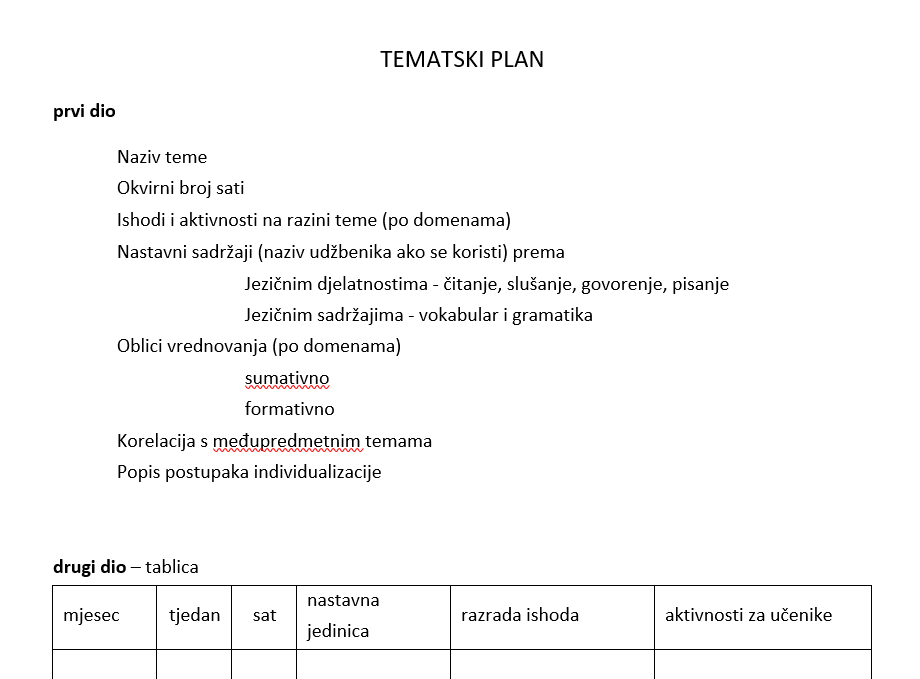 TEMATSKI PLAN
prvi dio
Naziv teme
Okvirni broj sati
Ishodi i aktivnosti na razini teme (po domenama)
Nastavni sadržaji (naziv udžbenika ako se koristi) prema
Jezičnim djelatnostima - čitanje, slušanje, govorenje, pisanje
Jezičnim sadržajima - vokabular i gramatika
Oblici vrednovanja (po domenama)
sumativno
formativno
Korelacija s međupredmetnim temama
Popis postupaka individualizacije
drugi dio – tablica
mjesec
tjedan
sat
nastavna
jedinica
razrada ishoda
aktivnosti za učenike